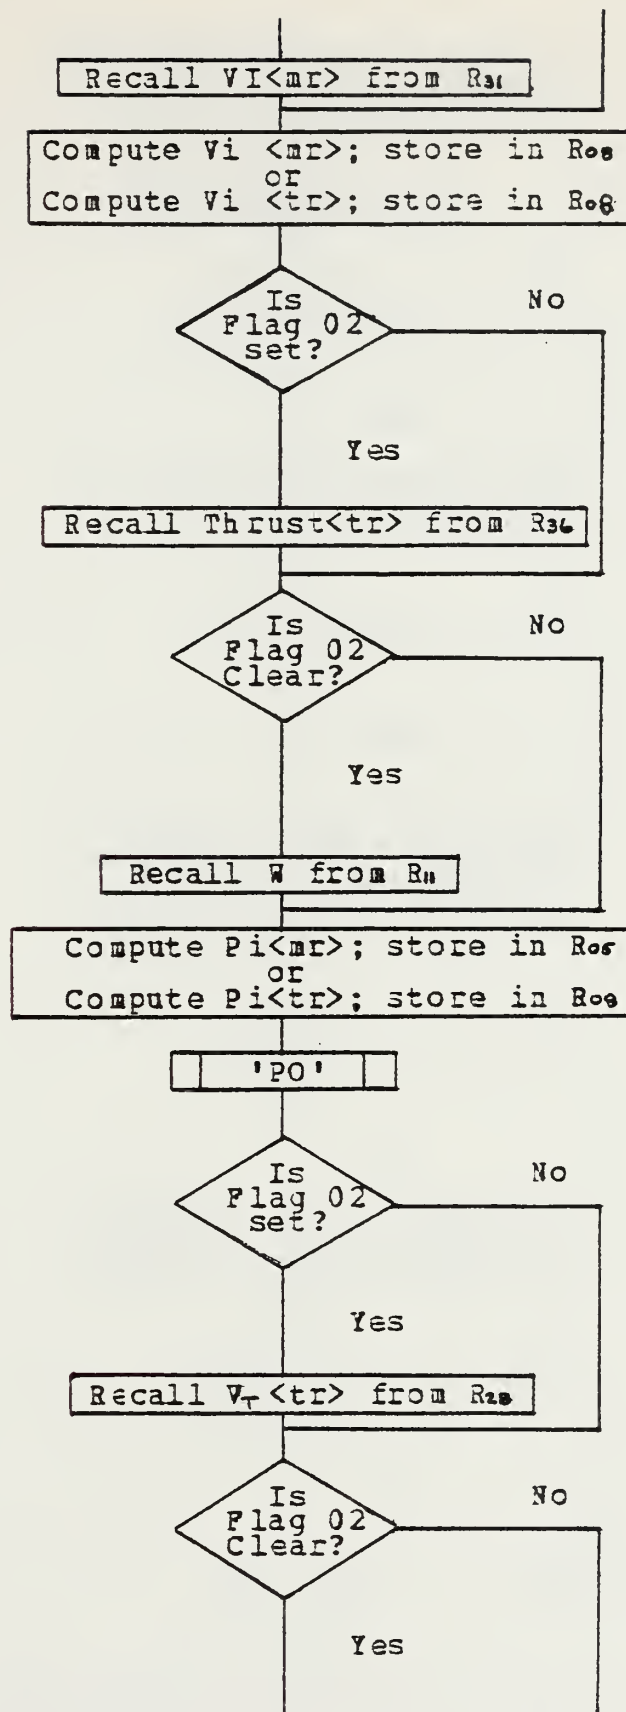 Recall VI<mr> from R31
Compute Vi <mr>; store in R08
or
Compute Vi <tr>; store in R08
Is
Flag 02
set?
No
Yes
Recall Thrust<tr> from R36
Is
Flag 02
Clear?
No
Yes
Recall W from R11
Compute Pi<mr>; store in
or
Compute Pi<tr>; store in
'PO'
Is
Flag 02
set?
No
Yes
Recall VT <tr> from R28
Is
Flag 02
Clear?
No
Yes